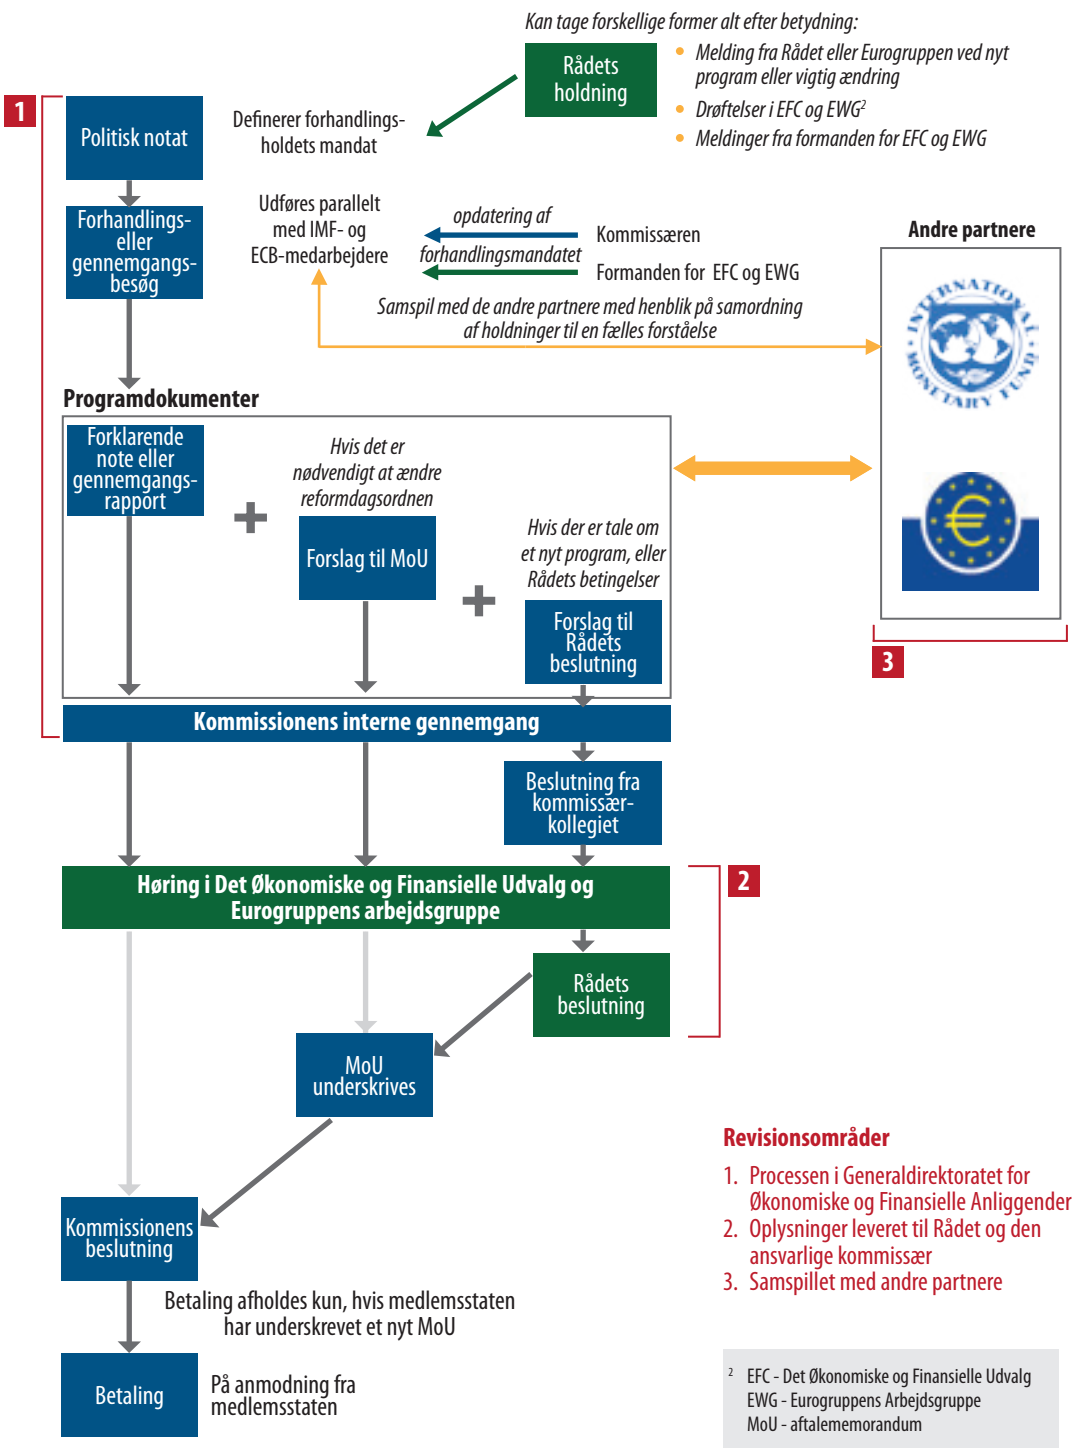 Kan tage forskellige former alt efter betydning:
Rådets
holdning
• Melding fra Rådet eller Eurogruppen ved nyt
program eller vigtig ændring
• Drøftelser i EFC og EWG²
• Meldinger fra formanden for EFC og EWG
1
Politisk notat
Definerer forhandlings-
holdets mandat
Forhandlings-
eller
gennemgangs-
besøg
Udføres parallelt
med IMF- og
ECB-medarbejdere
opdatering af
forhandlingsmandatet
Kommissæren
Formanden for EFC og EWG
Samspil med de andre partnere med henblik på samordning
af holdninger til en fælles forståelse
Andre partnere
INTERNATIONAL
MONETARY FUND
€
3
Programdokumenter
Forklarende
note eller
gennemgangs-
rapport
Hvis det er
nødvendigt at ændre
reformdagsordnen
Forslag til MoU
Hvis der er tale om
et nyt program, eller
Rådets betingelser
Forslag til
Rådets
beslutning
Kommissionens interne gennemgang
Beslutning fra
kommissær-
kollegiet
Høring i Det Økonomiske og Finansielle Udvalg og
Eurogruppens arbejdsgruppe
2
Rådets
beslutning
MoU
underskrives
Kommissionens
beslutning
Betaling afholdes kun, hvis medlemsstaten
har underskrevet et nyt MoU
Betaling
På anmodning fra
medlemsstaten
Revisionsområder
1. Processen i Generaldirektoratet for
Økonomiske og Finansielle Anliggender
2. Oplysninger leveret til Rådet og den
ansvarlige kommissær
3. Samspillet med andre partnere
² EFC - Det Økonomiske og Finansielle Udvalg
EWG - Eurogruppens Arbejdsgruppe
MoU - aftalememorandum